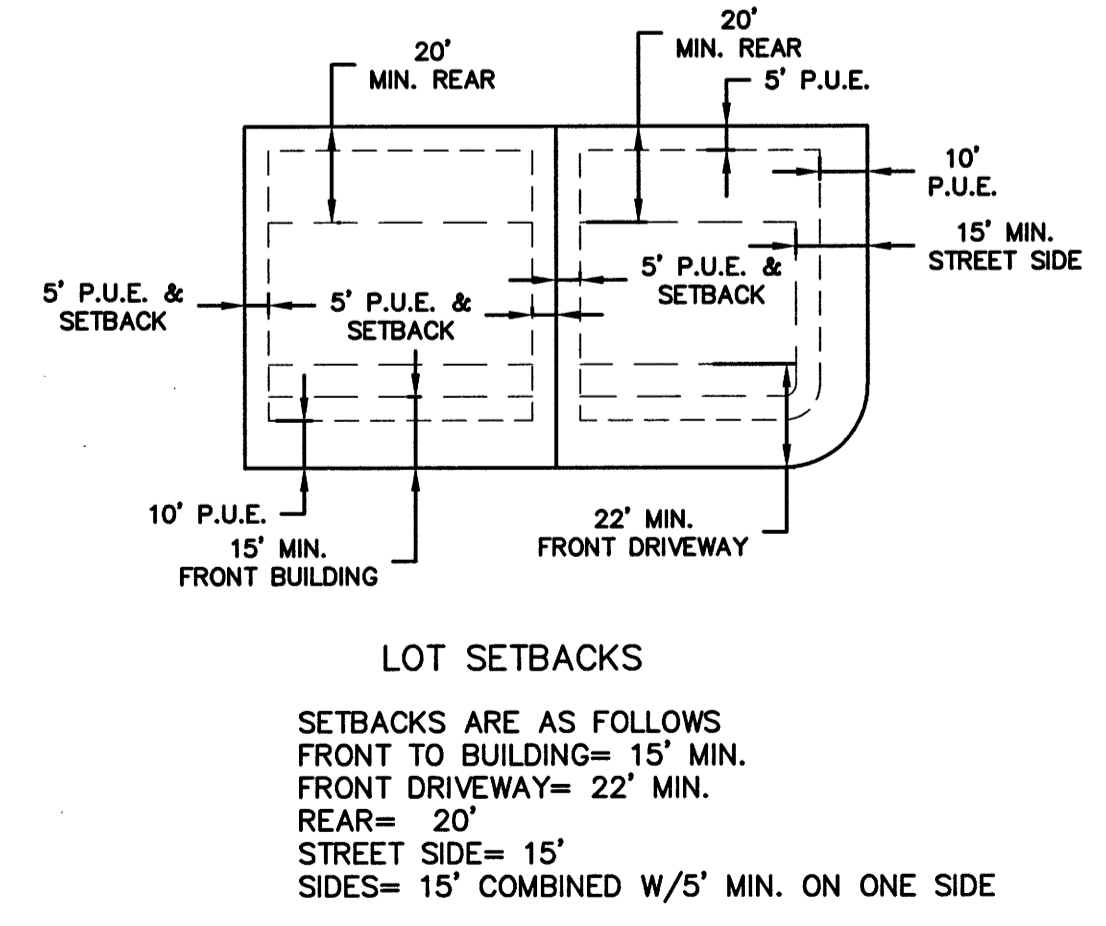 20'
MIN. REAR
20'
MIN. REAR
5' P.U.E.
10'
P.U.E.
15' MIN.
STREET SIDE
5' P.U.E. &
SETBACK
5' P.U.E. &
SETBACK
5' P.U.E. &
SETBACK
10' P.U.E.
15' MIN.
FRONT BUILDING
22' MIN.
FRONT DRIVEWAY
LOT SETBACKS
SETBACKS ARE AS FOLLOWS
FRONT TO BUILDING= 15' MIN.
FRONT DRIVEWAY= 22' MIN.
REAR= 20'
STREET SIDE= 15'
SIDES= 15' COMBINED W/5' MIN. ON ONE SIDE